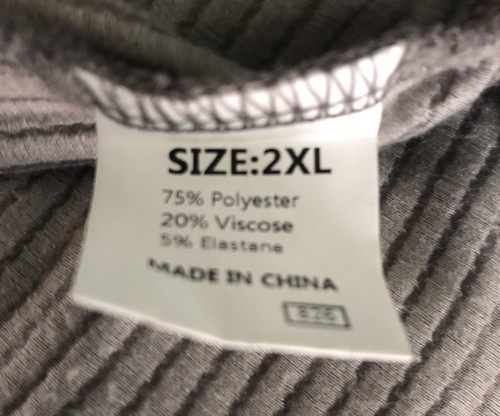 SIZE:2XL
75% Polyester
20% Viscose
5% Elastane
MADE IN CHINA